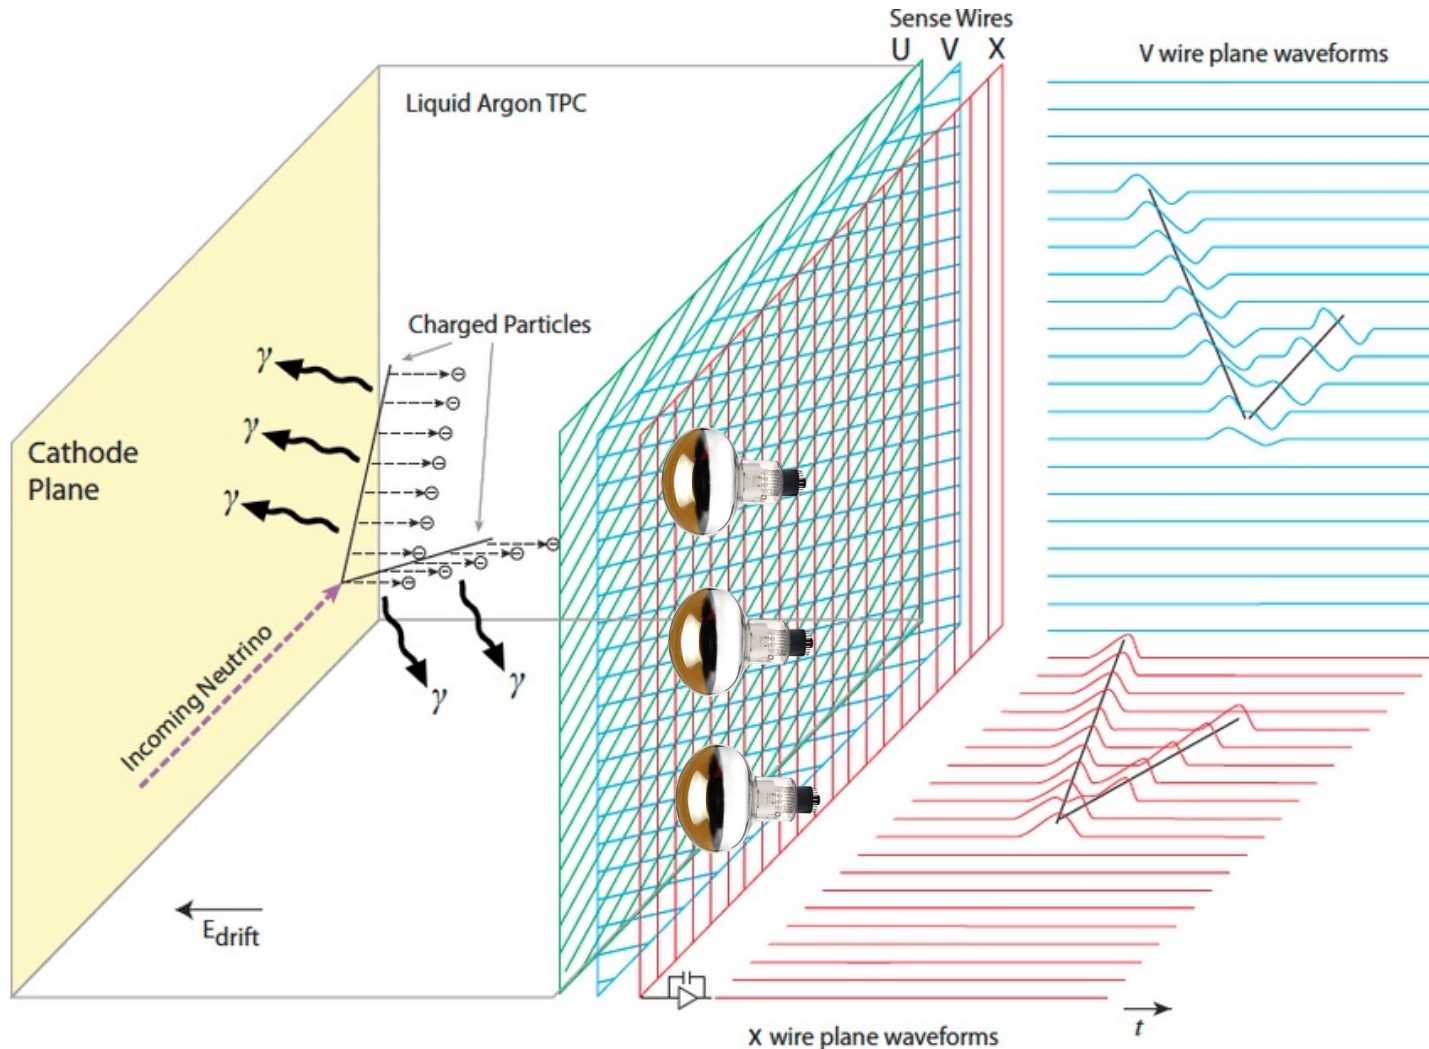 Sense Wires
U V X
V wire plane waveforms
Liquid Argon TPC
Charged Particles
γ
γ
γ
Cathode
Plane
γ
γ
Incoming Neutrino
Edrift
t
X wire plane waveforms